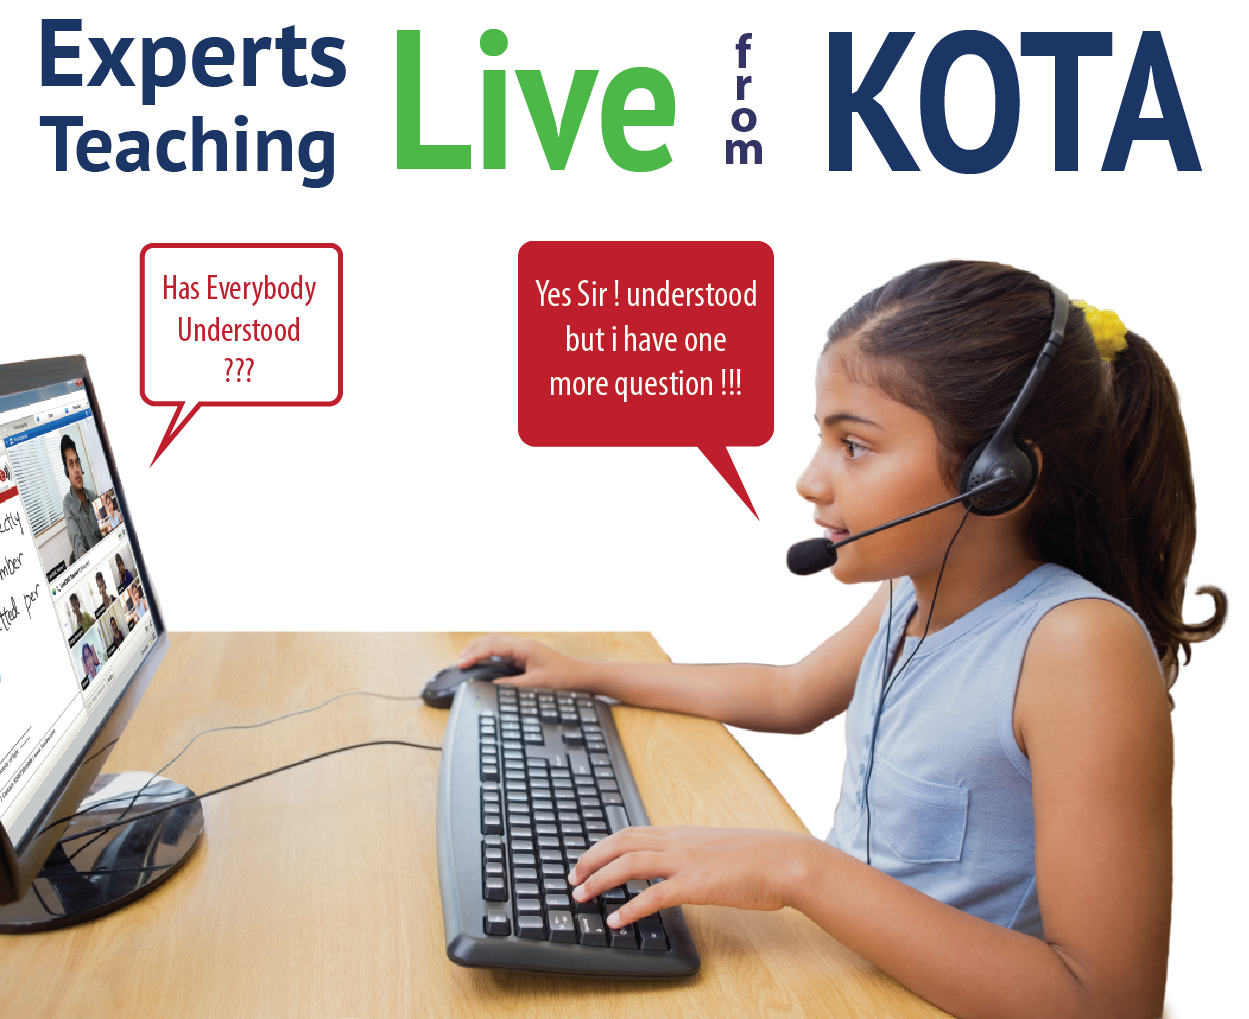 Experts
Teaching
Live
from
KOTA
Has Everybody
Understood
???
Yes Sir ! understood
but i have one
more question !!!